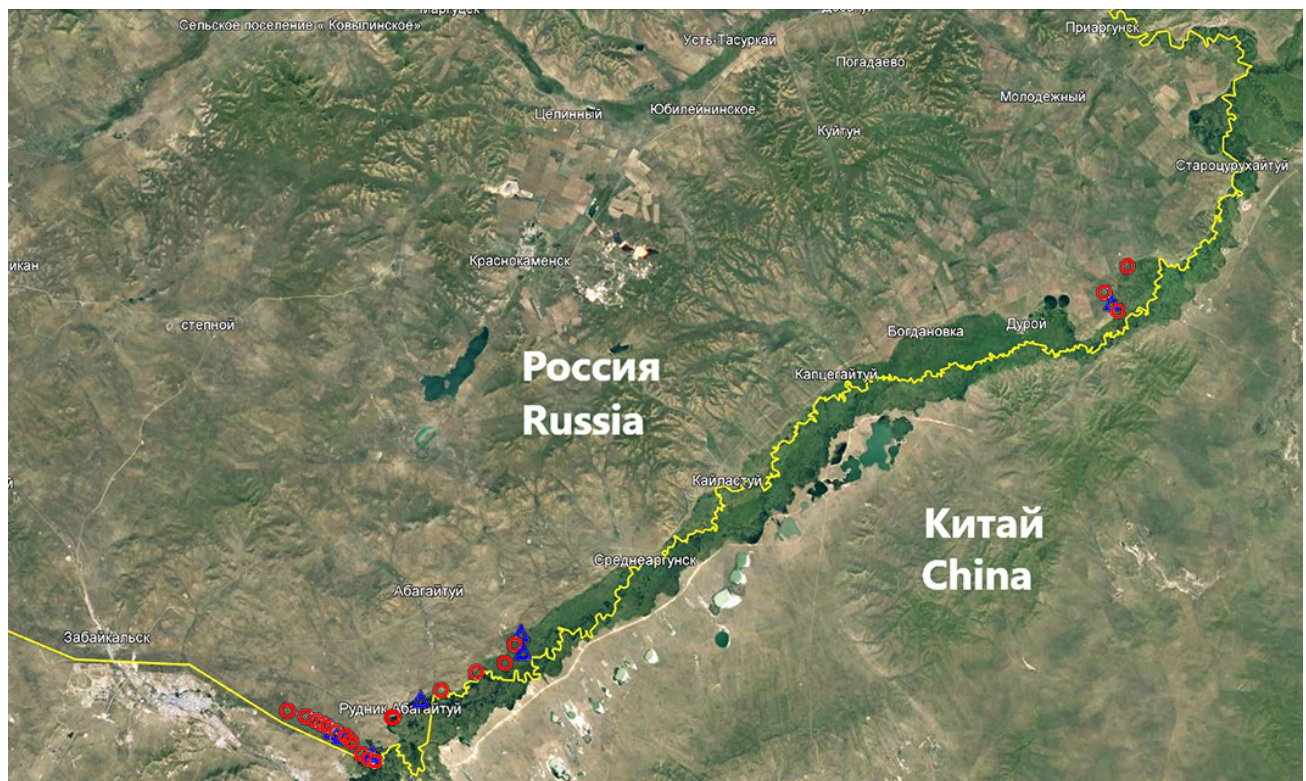 Сельское поселение « Ковылинское»
Усть-Тасуркай
Приаргунск
Погадаево
Молодежный
Целинный
Юбилейнинское
Куйтун
Староцурухайтуй
Краснокаменск
степной
Богдановка
Дурой
Россия
Капцегайтуй
Russia
Кайластуй
Китай
China
Среднеаргунск
Абагайтуй
Забайкальск
Рудник Абагайтуй